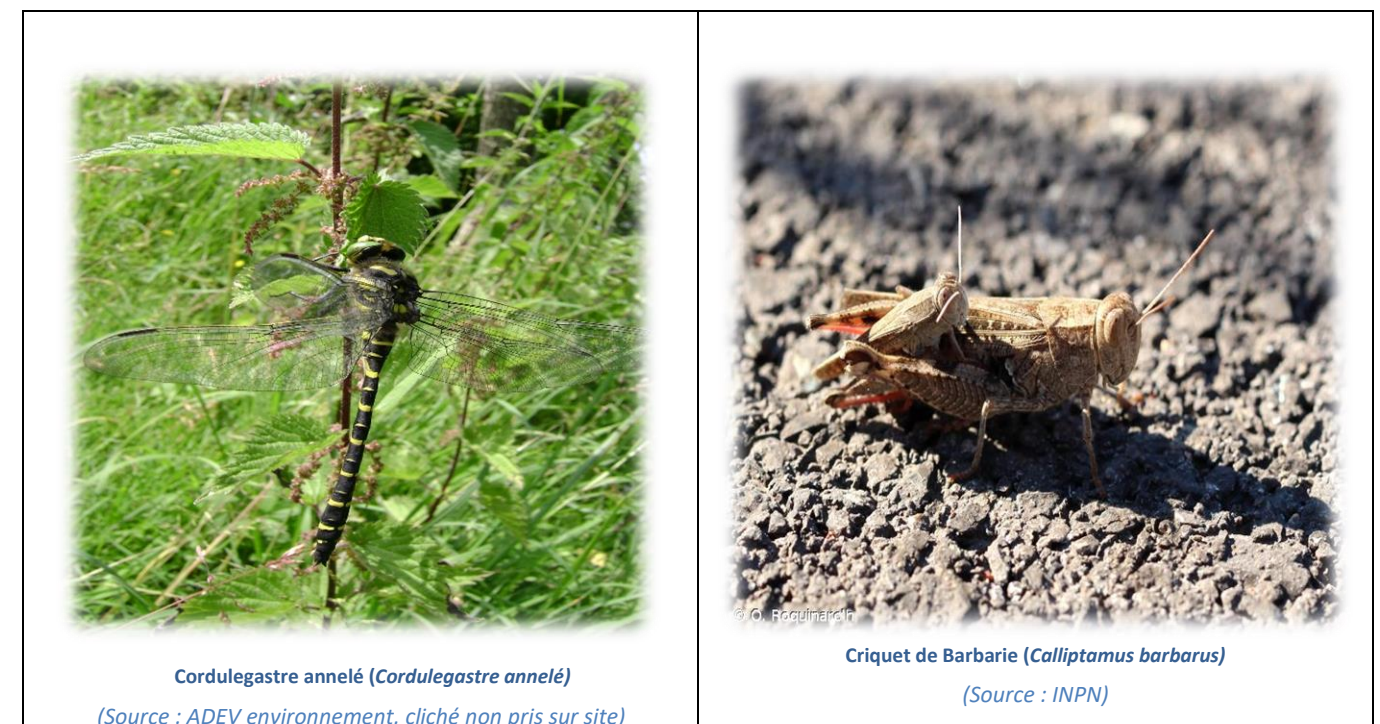 © O. Roquinarc'h
Cordulegastre annelé (Cordulegastre annelé)
(Source : ADEV environnement, cliché non pris sur site)
Criquet de Barbarie (Calliptamus barbarus)
(Source : INPN)